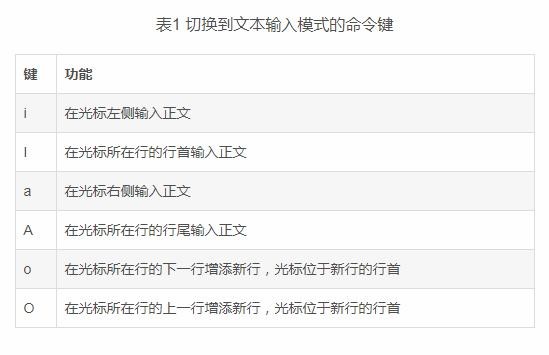 表1 切换到文本输入模式的命令键
键 功能
i 在光标左侧输入正文
I 在光标所在行的行首输入正文
a 在光标右侧输入正文
A 在光标所在行的行尾输入正文
o 在光标所在行的下一行增添新行，光标位于新行的行首
O 在光标所在行的上一行增添新行，光标位于新行的行首